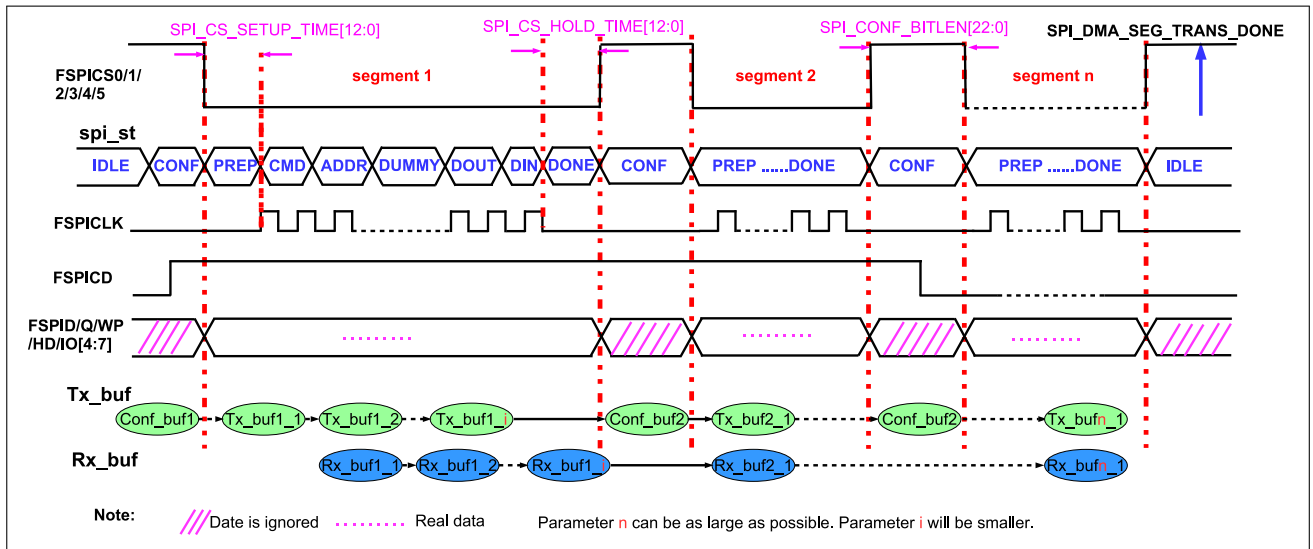 SPI_CS_SETUP_TIME[12:0]
SPI_CS_HOLD_TIME[12:0]
SPI_CONF_BITLEN[22:0]
SPI_DMA_SEG_TRANS_DONE
FSPICS0/1/
2/3/4/5
segment 1
segment 2
segment n
spi_st
IDLE CONF PREP CMD ADDR DUMMY DOUT DIN DONE CONF PREP ......DONE CONF PREP ......DONE IDLE
FSPICLK
FSPICD
FSPID/Q/WP
/HD/IO[4:7]
Tx_buf
Conf_buf1 Tx_buf1_1 Tx_buf1_2 Tx_buf1_i Conf_buf2 Tx_buf2_1 Conf_buf2 Tx_bufn_1
Rx_buf
Rx_buf1_1 Rx_buf1_2 Rx_buf1_ Rx_buf2_1 Rx_bufn_1
Note: Date is ignored Real data Parameter n can be as large as possible. Parameter i will be smaller.